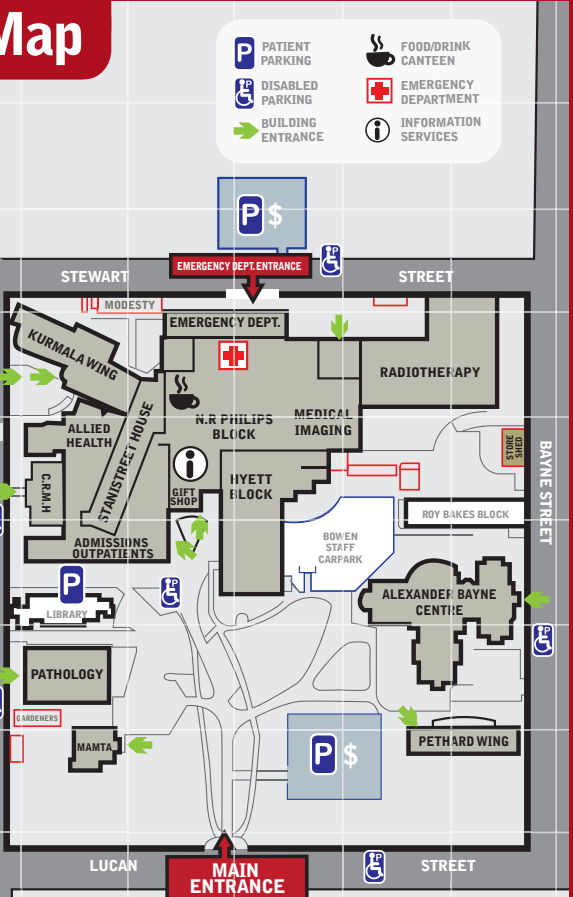 Map
PATIENT
PARKING
FOOD/DRINK
CANTEEN
DISABLED
PARKING
EMERGENCY
DEPARTMENT
BUILDING
ENTRANCE
INFORMATION
SERVICES
P
P
i
P $
EMERGENCY DEPT. ENTRANCE
P
STEWART
STREET
MODESTY
EMERGENCY DEPT.
KURMALA WING
RADIOTHERAPY
N.R PHILIPS
BLOCK
MEDICAL
IMAGING
ALLIED
HEALTH
STANISTREET HOUSE
STORE
SHED
BAYNE STREET
i
C.R.M.H
GIFT
SHOP
HYETT
BLOCK
ROY BAKES BLOCK
BOWEN
STAFF
CARPARK
ADMISSIONS
OUTPATIENTS
P
P
LIBRARY
ALEXANDER BAYNE
CENTRE
P
PATHOLOGY
GARDENERS
MAMTA
P $
PETHARD WING
LUCAN
STREET
P
MAIN
ENTRANCE